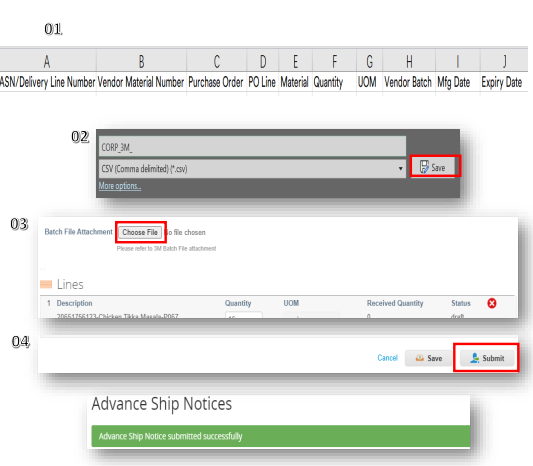 01
A B C D E F G H I J
ASN/Delivery Line Number Vendor Material Number Purchase Order PO Line Material Quantity UOM Vendor Batch Mfg Date Expiry Date
02
CORP_3M_
CSV (Comma delimited) (*.csv)
Save
More options...
03
Batch File Attachment Choose File No file chosen
Please refer to 3M Batch File attachment
Lines
1 Description Quantity UOM Received Quantity Status
20651756123-Chicken Tikka Masala-P067 0 draft
04
Cancel Save Submit
Advance Ship Notices
Advance Ship Notice submitted successfully